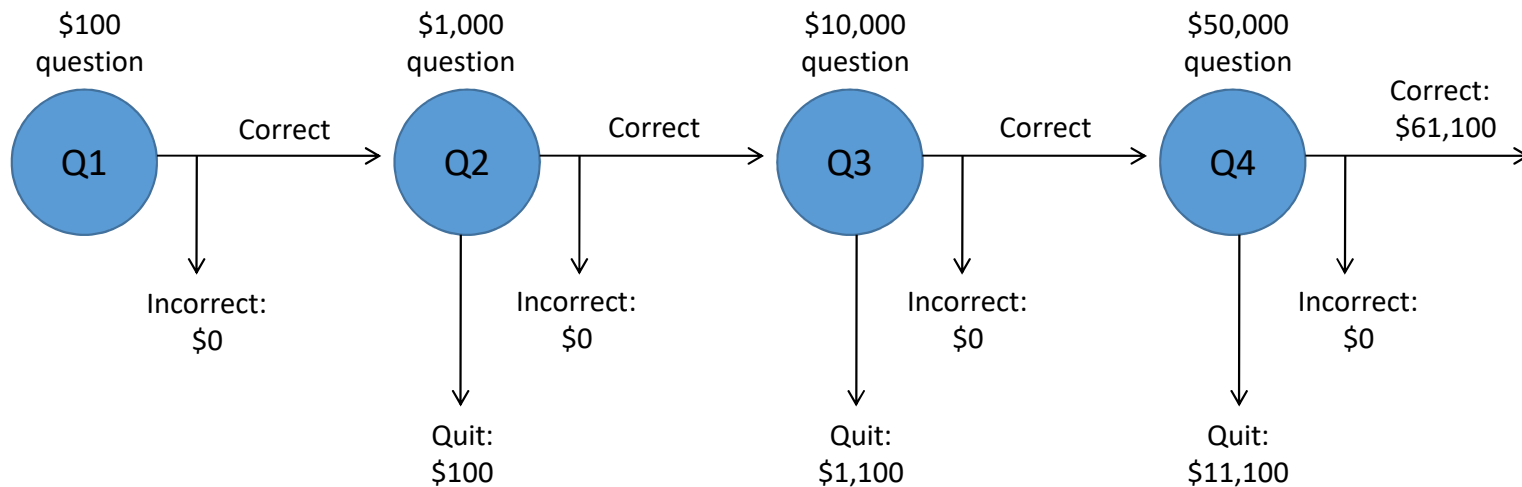 $100
question
$1,000
question
$10,000
question
$50,000
question
Q1
Correct
Q2
Correct
Q3
Correct
Q4
Correct:
$61,100
Incorrect:
$0
Incorrect:
$0
Incorrect:
$0
Incorrect:
$0
Quit:
$100
Quit:
$1,100
Quit:
$11,100